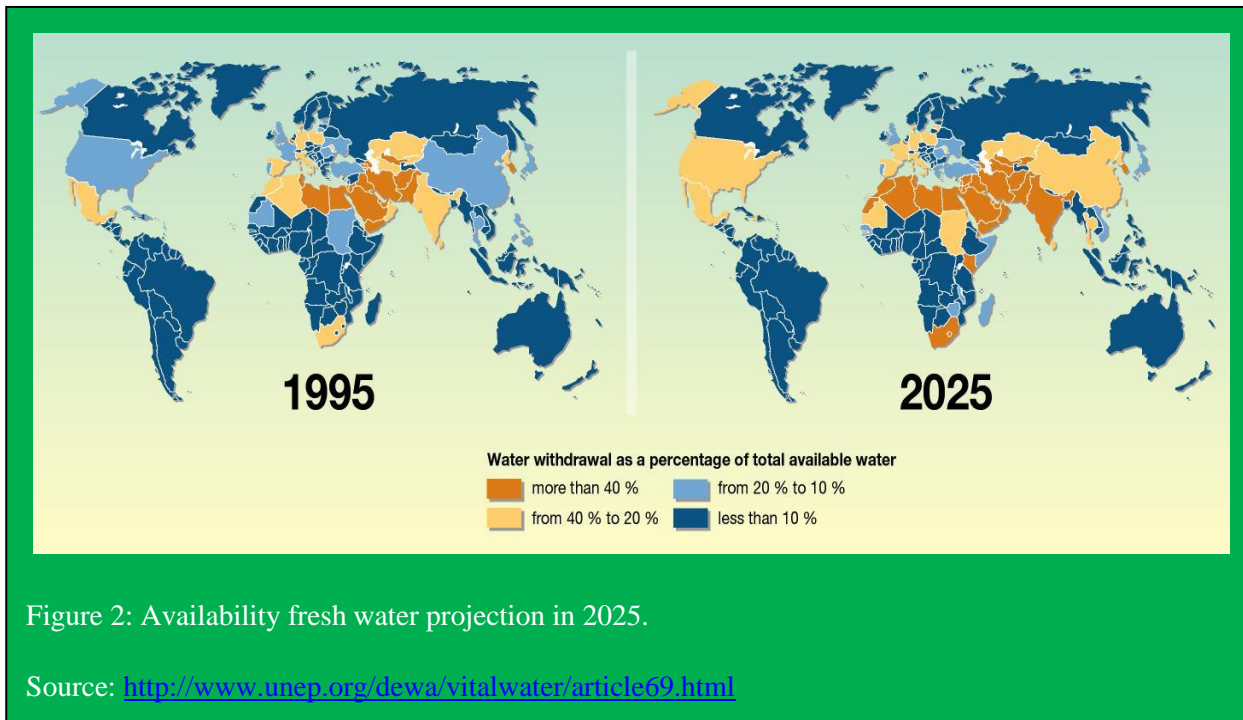 1995
2025
Water withdrawal as a percentage of total available water
more than 40 %
from 20 % to 10 %
from 40 % to 20 %
less than 10 %
Figure 2: Availability fresh water projection in 2025.
Source: http://www.unep.org/dewa/vitalwater/article69.html